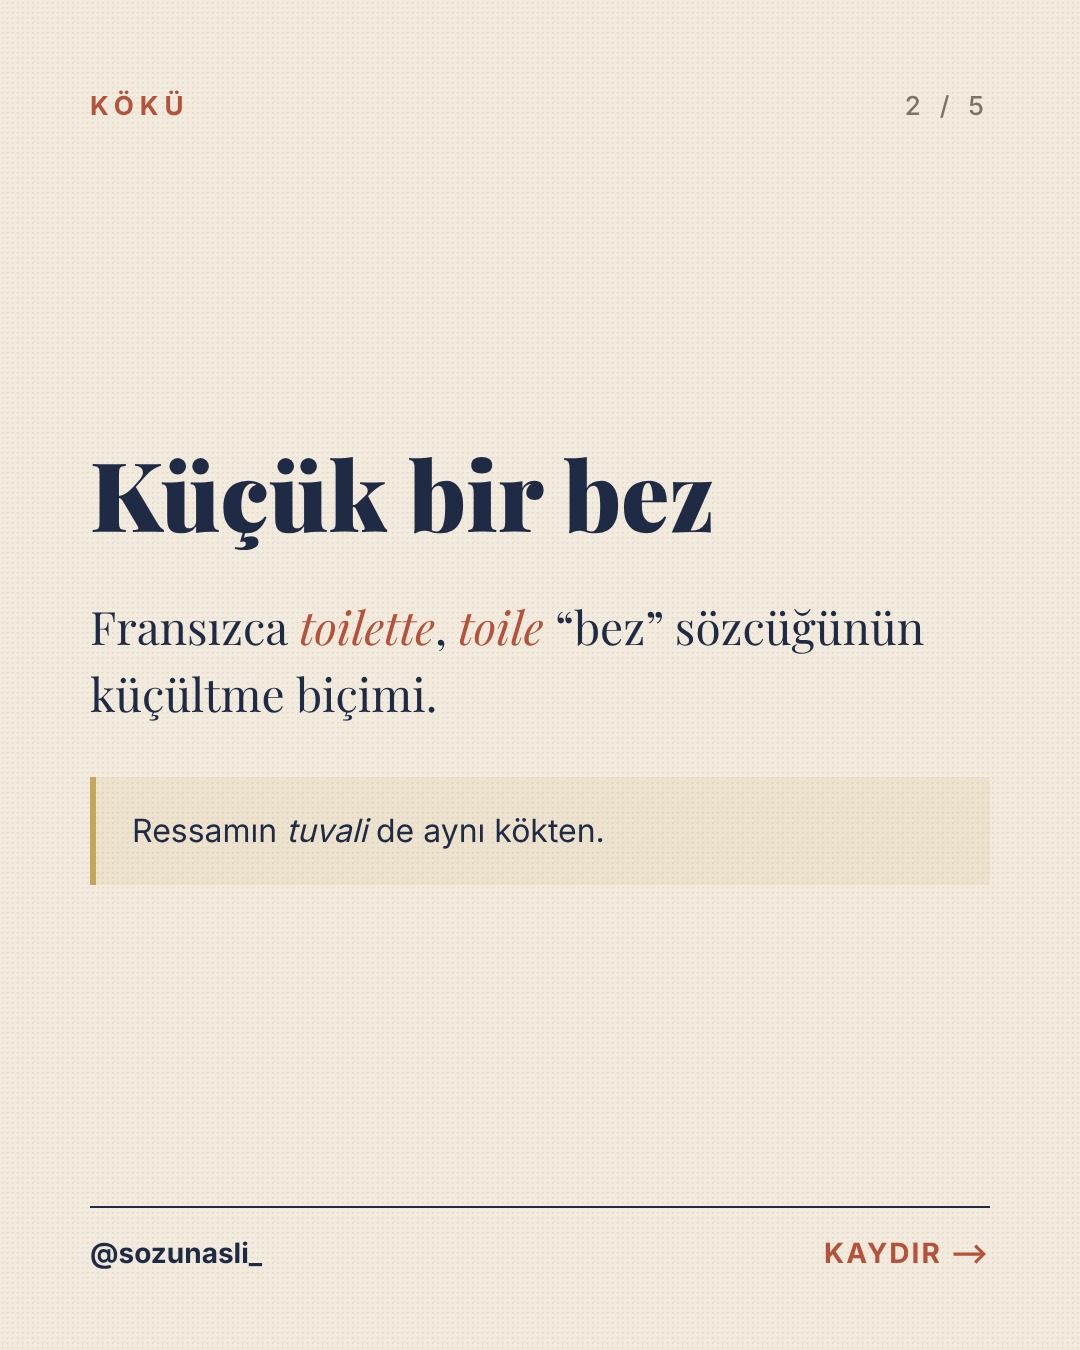 KÖKÜ
2 / 5
Küçük bir bez
Fransızca toilette, toile “bez” sözcüğünün
küçültme biçimi.
Ressamın tuvali de aynı kökten.
@sozunasli_
KAYDIR →